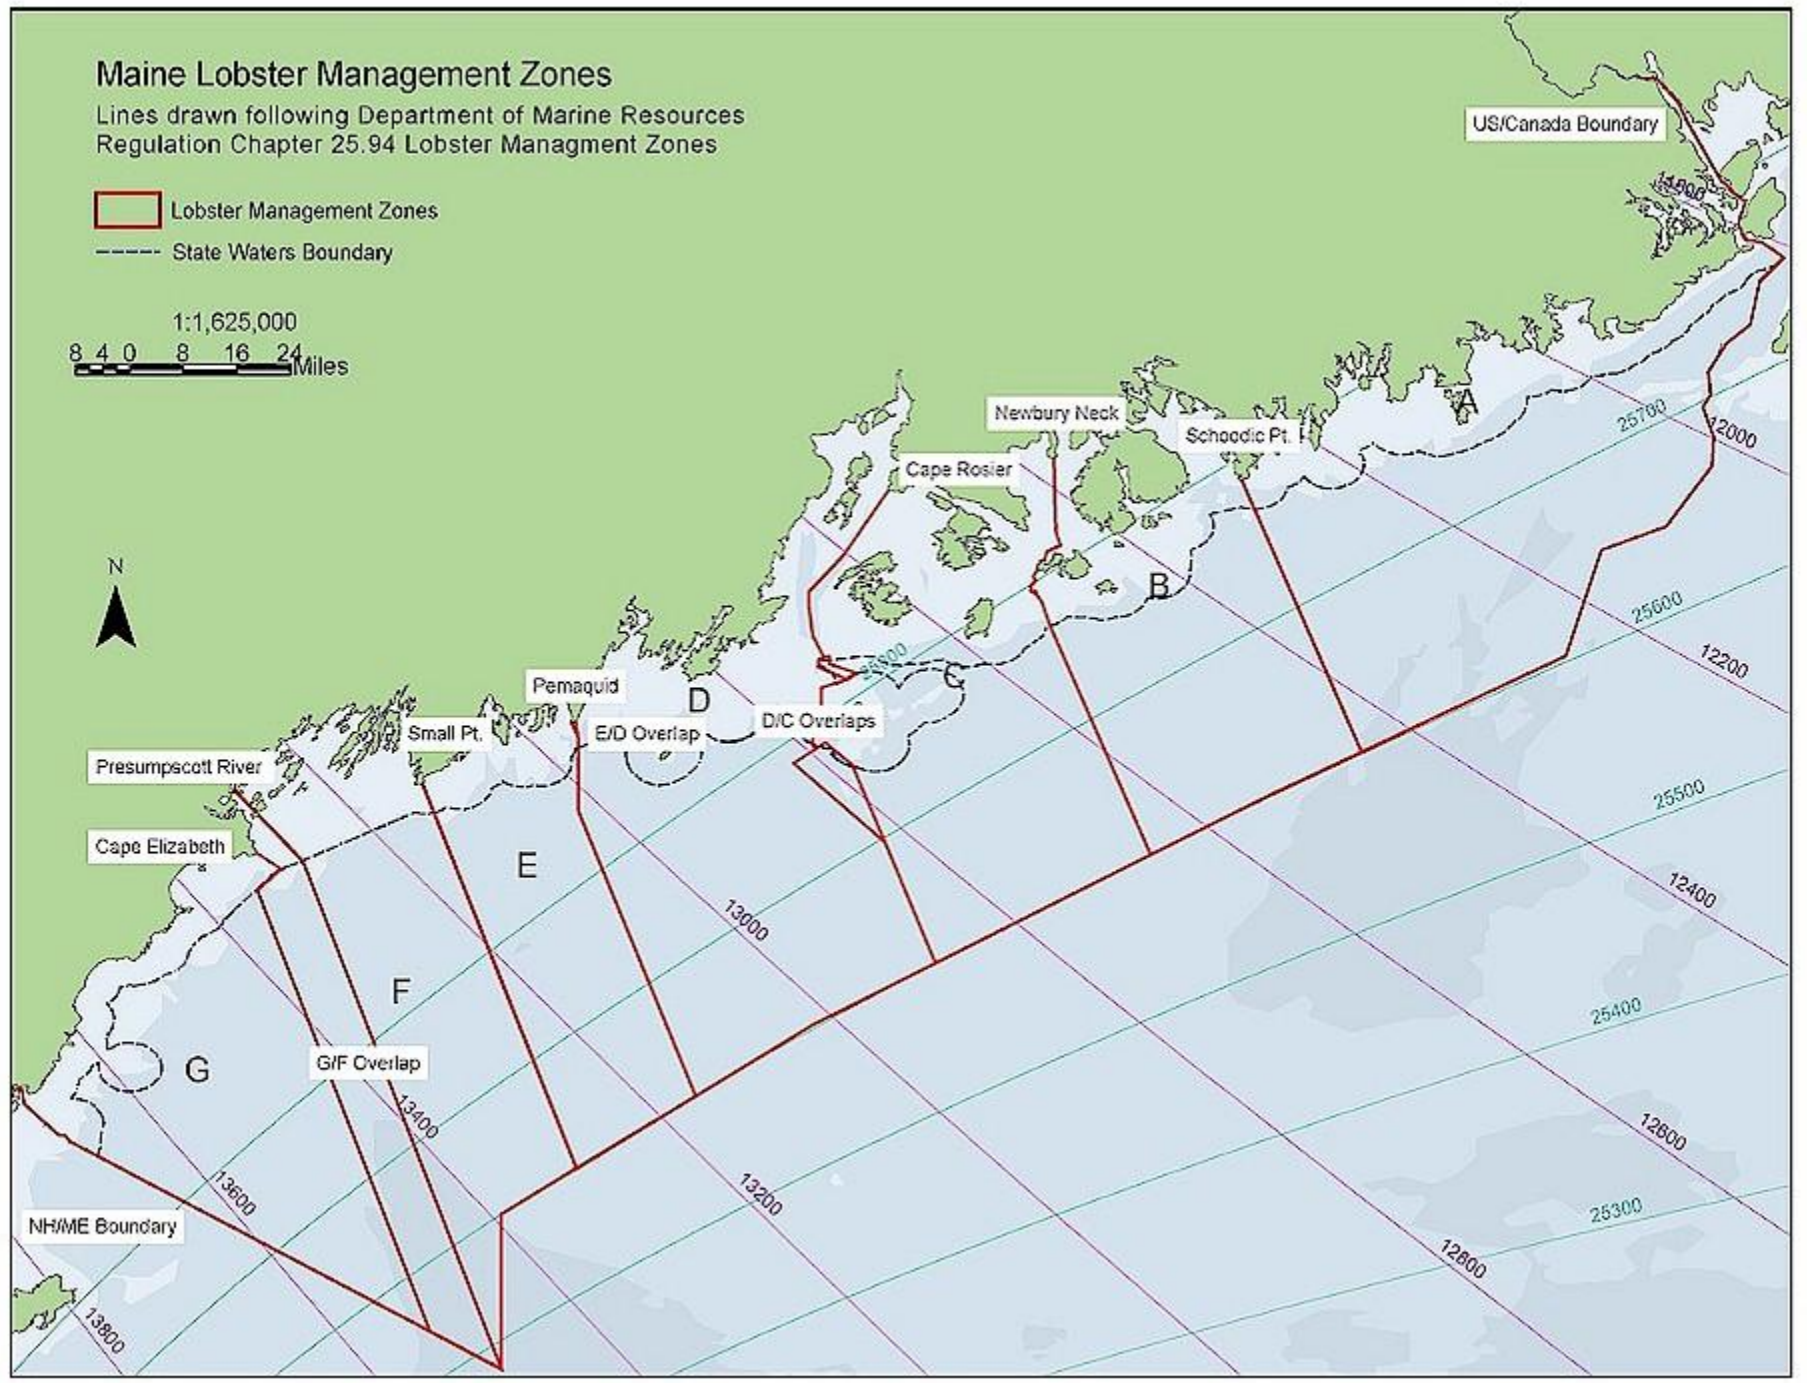 Maine Lobster Management Zones
Lines drawn following Department of Marine Resources
Regulation Chapter 25.94 Lobster Managment Zones
Lobster Management Zones
State Waters Boundary
1:1,625,000
8 4 0 8 16 24
Miles
N
US/Canada Boundary
Newbury Neck
Schoodic Pt.
Cape Rosier
A
25700
12000
B
25600
12200
C
Pemaquid
D
E/D Overlap
D/C Overlaps
Small Pt.
Presumpscott River
Cape Elizabeth
25500
E
12400
13000
F
25400
G
G/F Overlap
13400
12600
13600
13200
25300
NH/ME Boundary
12800
13800